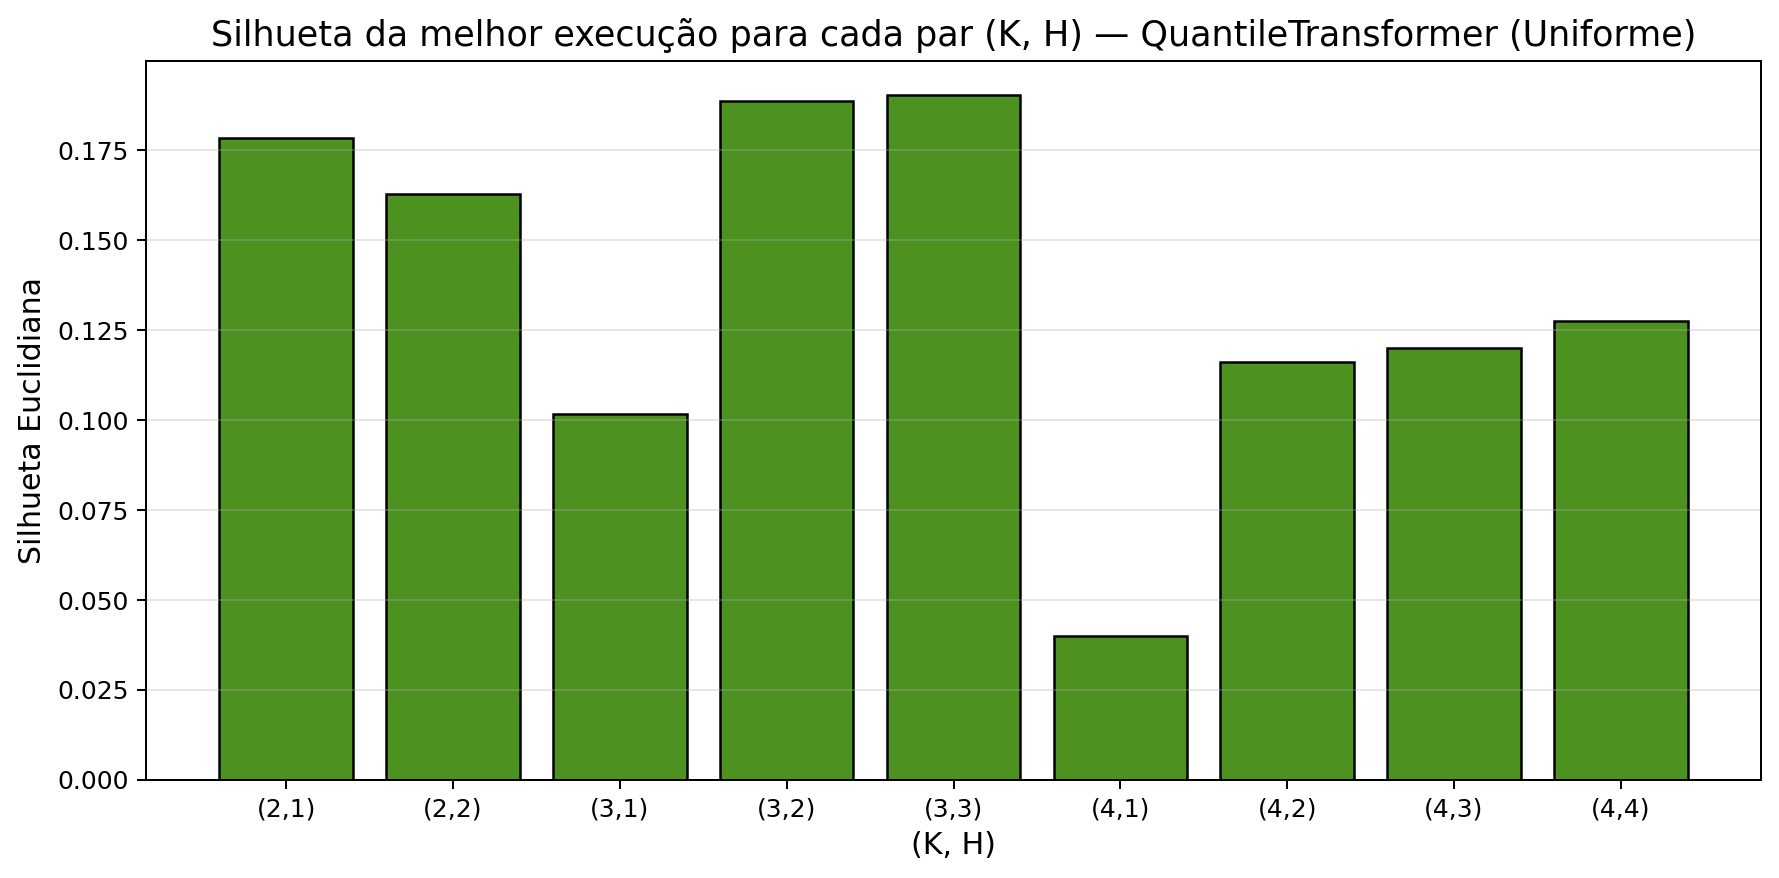 Silhueta da melhor execução para cada par (K, H) — QuantileTransformer (Uniforme)
Silhueta Euclidiana
0.175
0.150
0.125
0.100
0.075
0.050
0.025
0.000
(2,1) (2,2) (3,1) (3,2) (3,3) (4,1) (4,2) (4,3) (4,4)
(K, H)